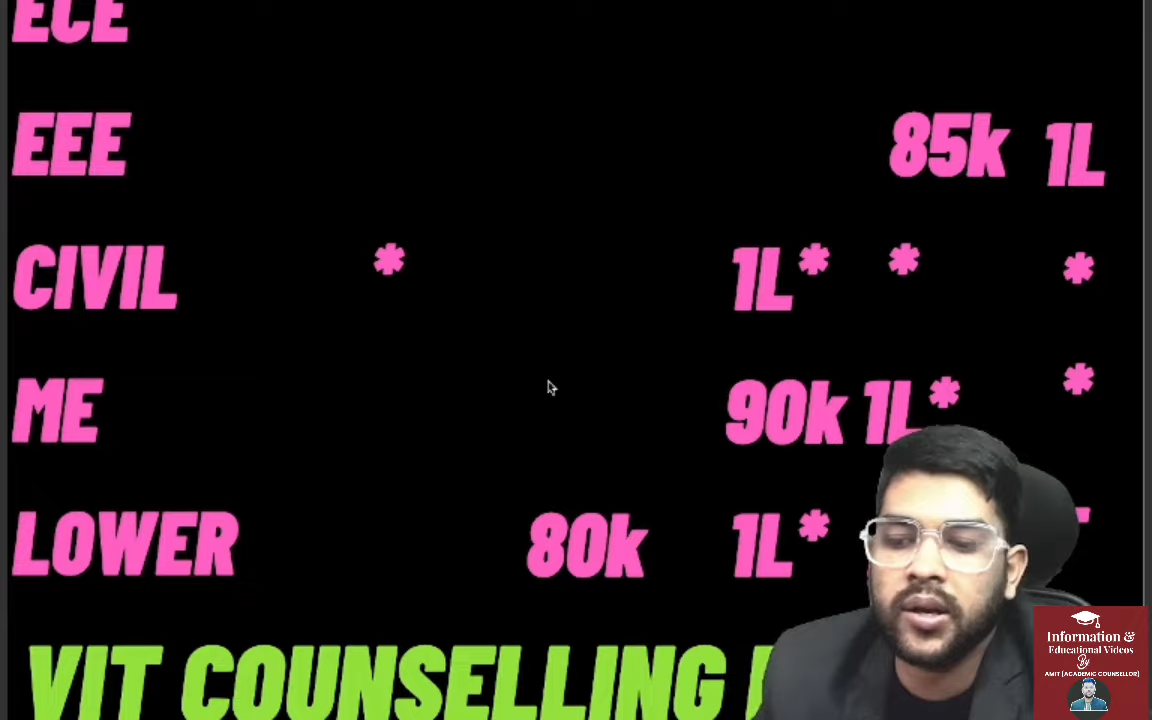 ECE
EEE 85k 1L
CIVIL * 1L* * *
ME 90k 1L* *
LOWER 80k 1L*
VIT COUNSELLING
Information &
Educational Videos
By
AMIT (ACADEMIC COUNSELLOR)